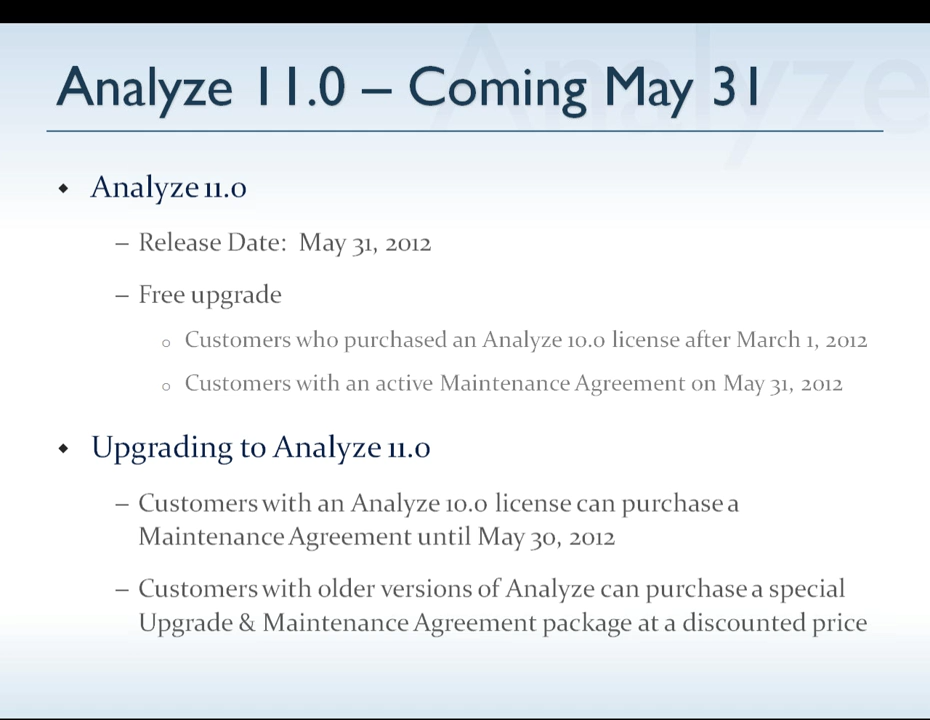 Analyze 11.0 – Coming May 31
Analyze
◆ Analyze 11.0
– Release Date: May 31, 2012
– Free upgrade
o Customers who purchased an Analyze 10.0 license after March 1, 2012
o Customers with an active Maintenance Agreement on May 31, 2012
◆ Upgrading to Analyze 11.0
– Customers with an Analyze 10.0 license can purchase a
Maintenance Agreement until May 30, 2012
– Customers with older versions of Analyze can purchase a special
Upgrade & Maintenance Agreement package at a discounted price